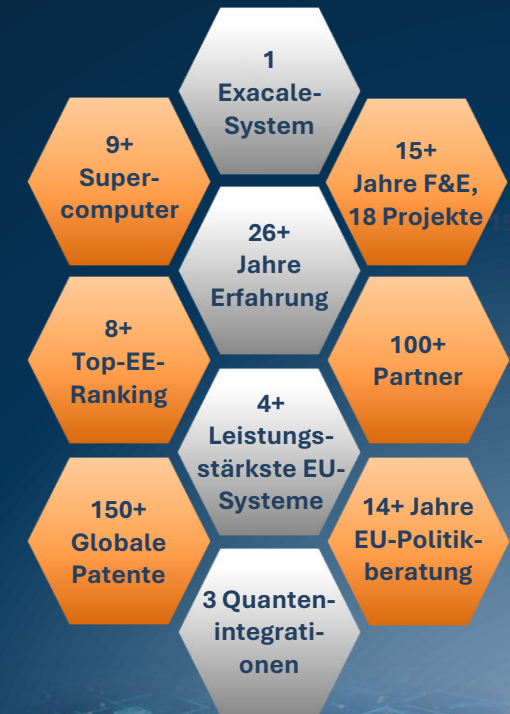 1
Exacale-
System
9+
Super-
computer
15+
Jahre F&E,
18 Projekte
26+
Jahre
Erfahrung
8+
Top-EE-
Ranking
100+
Partner
4+
Leistungs-
stärkste EU-
Systeme
150+
Globale
Patente
14+ Jahre
EU-Politik-
beratung
3 Quanten-
integrati-
onen